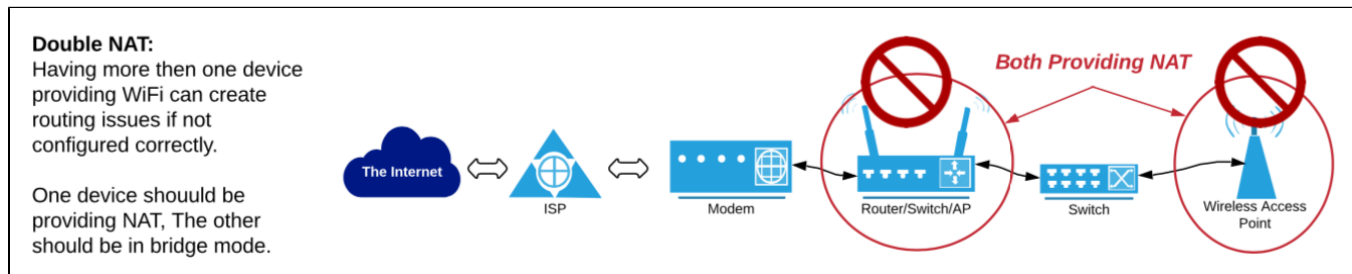 Double NAT:
Having more then one device
providing WiFi can create
routing issues if not
configured correctly.
One device shouuld be
providing NAT, The other
should be in bridge mode.
Both Providing NAT
The Internet
ISP
Modem
Router/Switch/AP
Switch
Wireless Access
Point